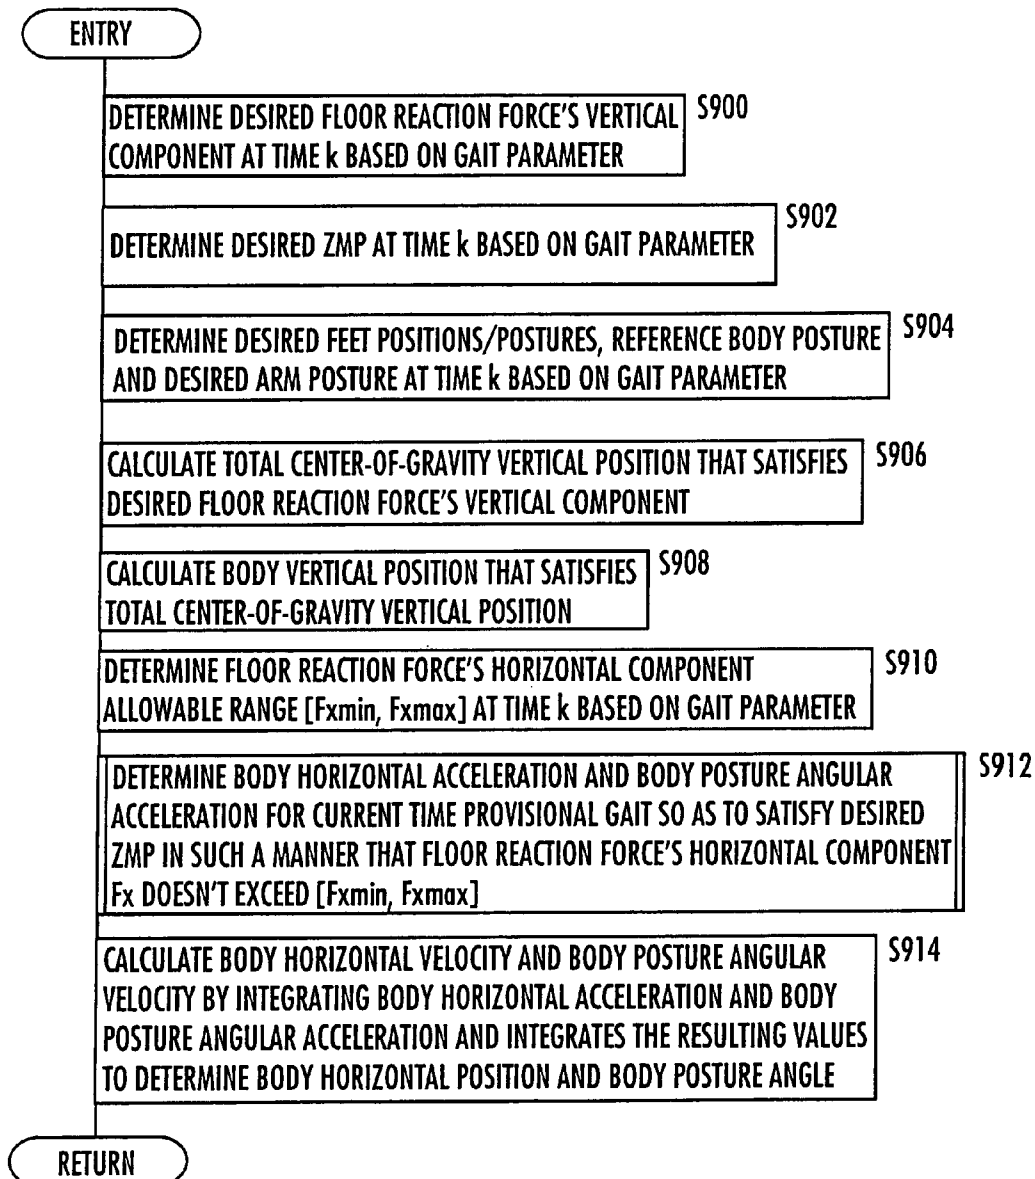 ENTRY
DETERMINE DESIRED FLOOR REACTION FORCE'S VERTICAL
COMPONENT AT TIME k BASED ON GAIT PARAMETER
S900
DETERMINE DESIRED ZMP AT TIME k BASED ON GAIT PARAMETER
S902
DETERMINE DESIRED FEET POSITIONS/POSTURES, REFERENCE BODY POSTURE
AND DESIRED ARM POSTURE AT TIME k BASED ON GAIT PARAMETER
S904
CALCULATE TOTAL CENTER-OF-GRAVITY VERTICAL POSITION THAT SATISFIES
DESIRED FLOOR REACTION FORCE'S VERTICAL COMPONENT
S906
CALCULATE BODY VERTICAL POSITION THAT SATISFIES
TOTAL CENTER-OF-GRAVITY VERTICAL POSITION
S908
DETERMINE FLOOR REACTION FORCE'S HORIZONTAL COMPONENT
ALLOWABLE RANGE [Fxmin, Fxmax] AT TIME k BASED ON GAIT PARAMETER
S910
DETERMINE BODY HORIZONTAL ACCELERATION AND BODY POSTURE ANGULAR
ACCELERATION FOR CURRENT TIME PROVISIONAL GAIT SO AS TO SATISFY DESIRED
ZMP IN SUCH A MANNER THAT FLOOR REACTION FORCE'S HORIZONTAL COMPONENT
Fx DOESN'T EXCEED [Fxmin, Fxmax]
S912
CALCULATE BODY HORIZONTAL VELOCITY AND BODY POSTURE ANGULAR
VELOCITY BY INTEGRATING BODY HORIZONTAL ACCELERATION AND BODY
POSTURE ANGULAR ACCELERATION AND INTEGRATES THE RESULTING VALUES
TO DETERMINE BODY HORIZONTAL POSITION AND BODY POSTURE ANGLE
S914
RETURN